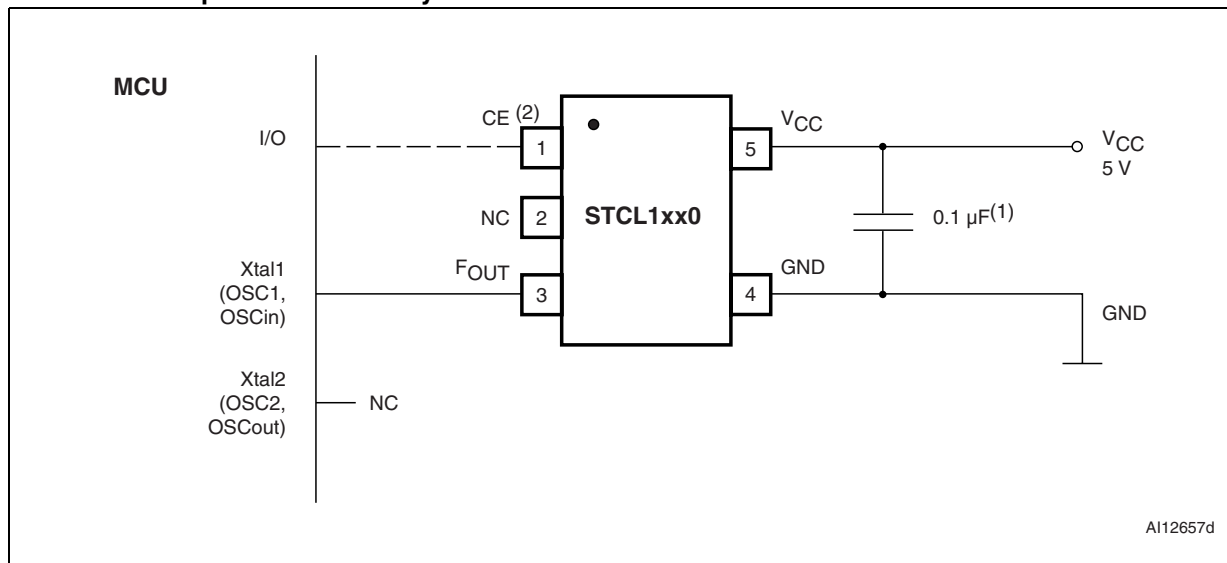 MCU
I/O
CE (2)
1
NC
2
Xtal1
(OSC1,
OSCin)
FOUT
3
Xtal2
(OSC2,
OSCout)
NC
STCL1xx0
VCC
5
VCC
5 V
0.1 µF(1)
GND
4
GND
AI12657d